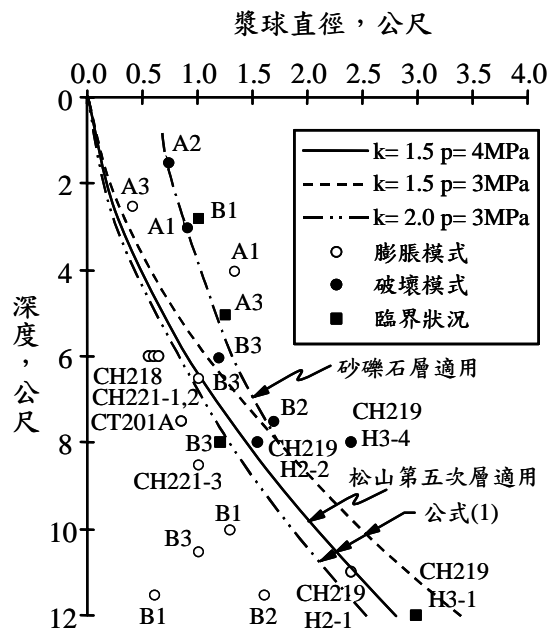 漿球直徑，公尺
0.0 0.5 1.0 1.5 2.0 2.5 3.0 3.5 4.0
0
2
4
6
8
10
12
深度，公尺
k= 1.5 p= 4MPa
k= 1.5 p= 3MPa
k= 2.0 p= 3MPa
膨脹模式
破壞模式
臨界狀況
A2
A3
B1
A1
A1
A3
B3
CH218
B3
CH221-1,2
CT201A
砂礫石層適用
B2
CH219
H3-4
B3
CH219
H2-2
CH221-3
松山第五次層適用
B1
公式(1)
B3
CH219
H2-1
CH219
H3-1
B1
B2